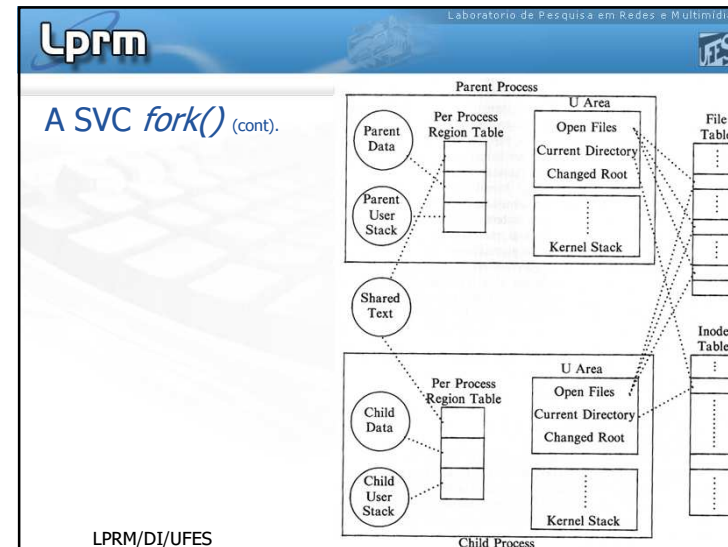 Laboratorio de Pesquisa em Redes e Multimídia
Lprm
UFES
A SVC fork() (cont).
Parent Process
Parent
Data
Per Process
Region Table
U Area
Open Files
Current Directory
Changed Root
Parent
User
Stack
Kernel Stack
File
Table
Shared
Text
Inode
Table
Child
Data
Per Process
Region Table
U Area
Open Files
Current Directory
Changed Root
Child
User
Stack
Kernel Stack
Child Process
LPRM/DI/UFES